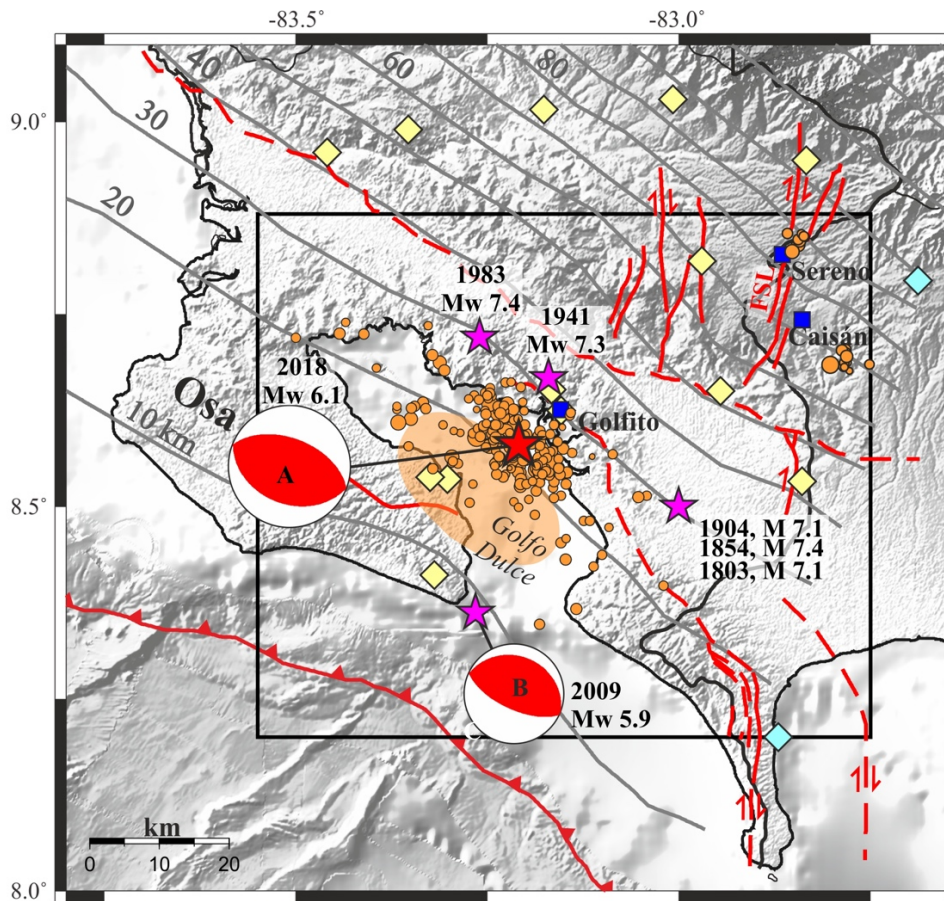 -83.5°
-83.0°
40
60
80
30
9.0°
20
1983
Mw 7.4
FSL
Sereno
1941
Mw 7.3
Caisán
2018
Mw 6.1
Osa
Golfito
10 km
A
8.5°
Golfo
Dulce
1904, M 7.1
1854, M 7.4
1803, M 7.1
B
2009
Mw 5.9
km
0 10 20
8.0°